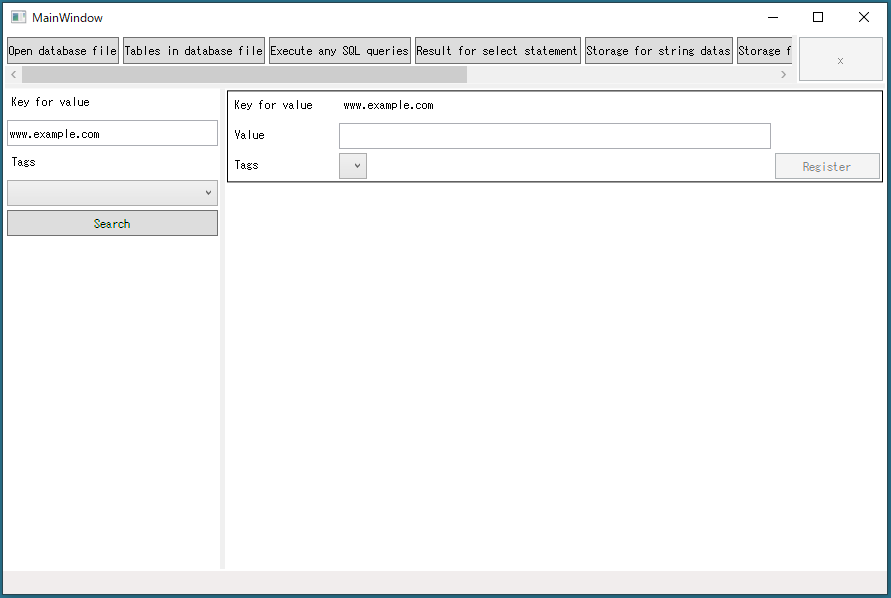 MainWindow
Open database file Tables in database file Execute any SQL queries Result for select statement Storage for string datas Storage f
x
Key for value
www.example.com
Tags
Search
Key for value www.example.com
Value
Tags
Register